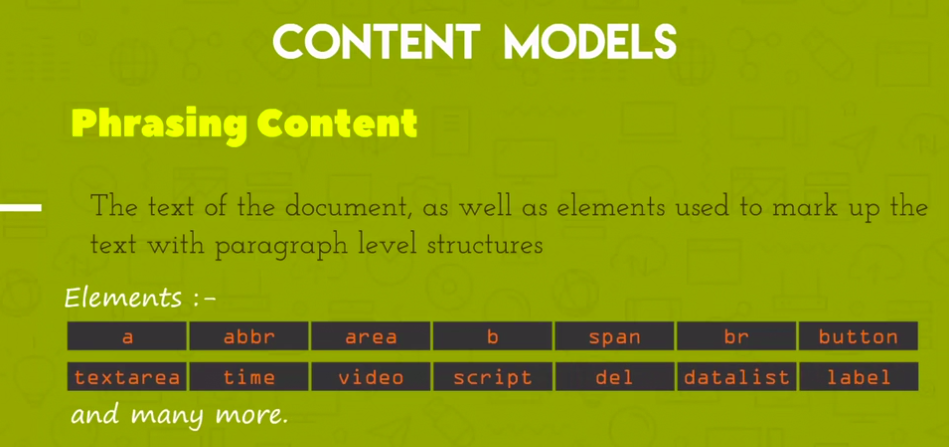 CONTENT MODELS
Phrasing Content
The text of the document, as well as elements used to mark up the
text with paragraph level structures
Elements :-
a abbr area b span br button
textarea time video script del datalist label
and many more.